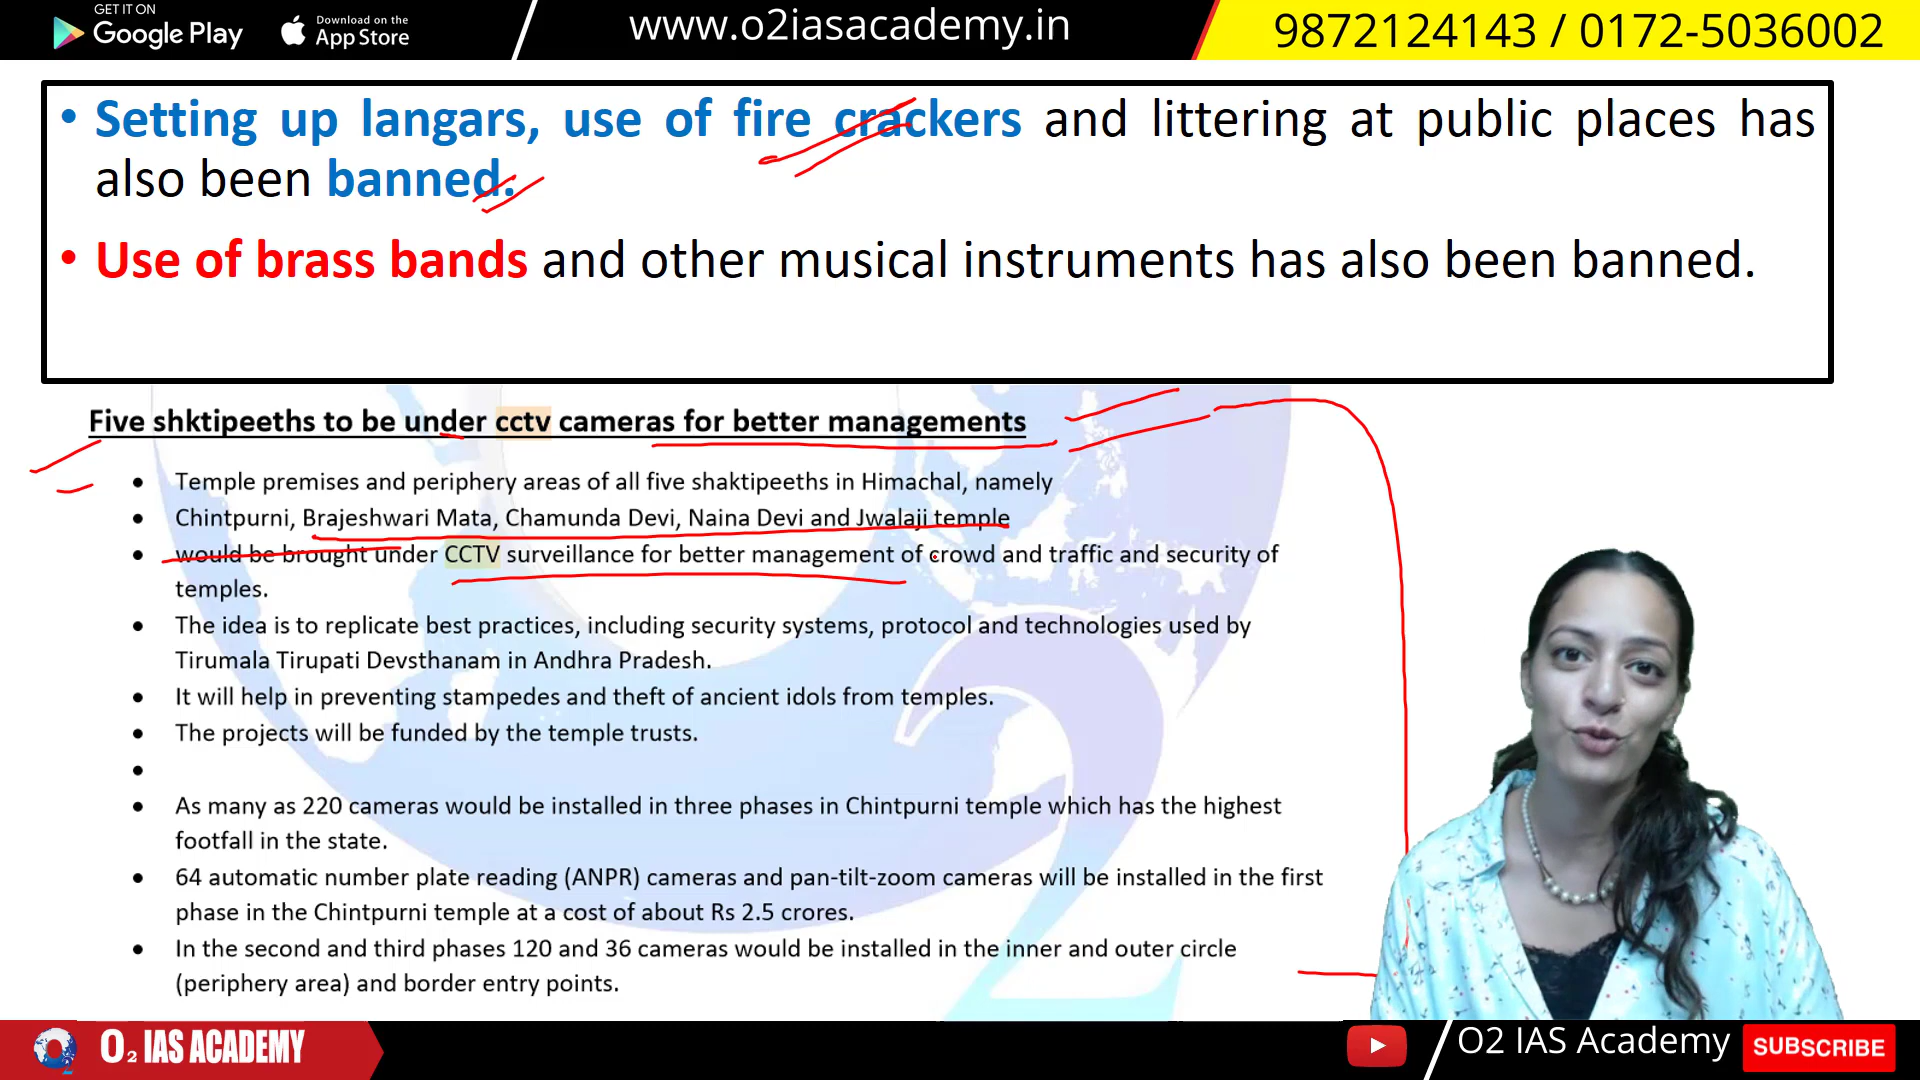 GET IT ON
Google Play
Download on the
App Store
www.o2iasacademy.in
9872124143 / 0172-5036002
• Setting up langars, use of fire crackers and littering at public places has
also been banned.
• Use of brass bands and other musical instruments has also been banned.
Five shktipeeths to be under cctv cameras for better managements
• Temple premises and periphery areas of all five shaktipeeths in Himachal, namely
• Chintpurni, Brajeshwari Mata, Chamunda Devi, Naina Devi and Jwalaji temple
• would be brought under CCTV surveillance for better management of crowd and traffic and security of
temples.
• The idea is to replicate best practices, including security systems, protocol and technologies used by
Tirumala Tirupati Devsthanam in Andhra Pradesh.
• It will help in preventing stampedes and theft of ancient idols from temples.
• The projects will be funded by the temple trusts.
•
• As many as 220 cameras would be installed in three phases in Chintpurni temple which has the highest
footfall in the state.
• 64 automatic number plate reading (ANPR) cameras and pan-tilt-zoom cameras will be installed in the first
phase in the Chintpurni temple at a cost of about Rs 2.5 crores.
• In the second and third phases 120 and 36 cameras would be installed in the inner and outer circle
(periphery area) and border entry points.
O2 IAS ACADEMY
O2 IAS Academy
SUBSCRIBE